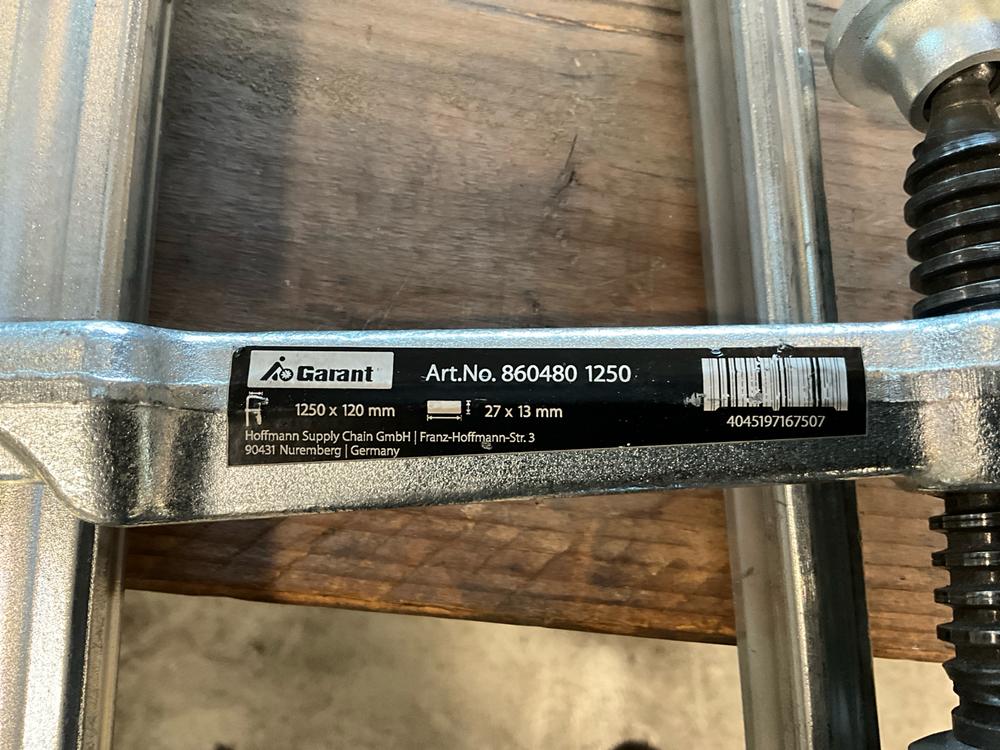 Garant
Art.No. 860480 1250
1250 x 120 mm
27 x 13 mm
Hoffmann Supply Chain GmbH | Franz-Hoffmann-Str. 3
90431 Nuremberg | Germany
4045197167507